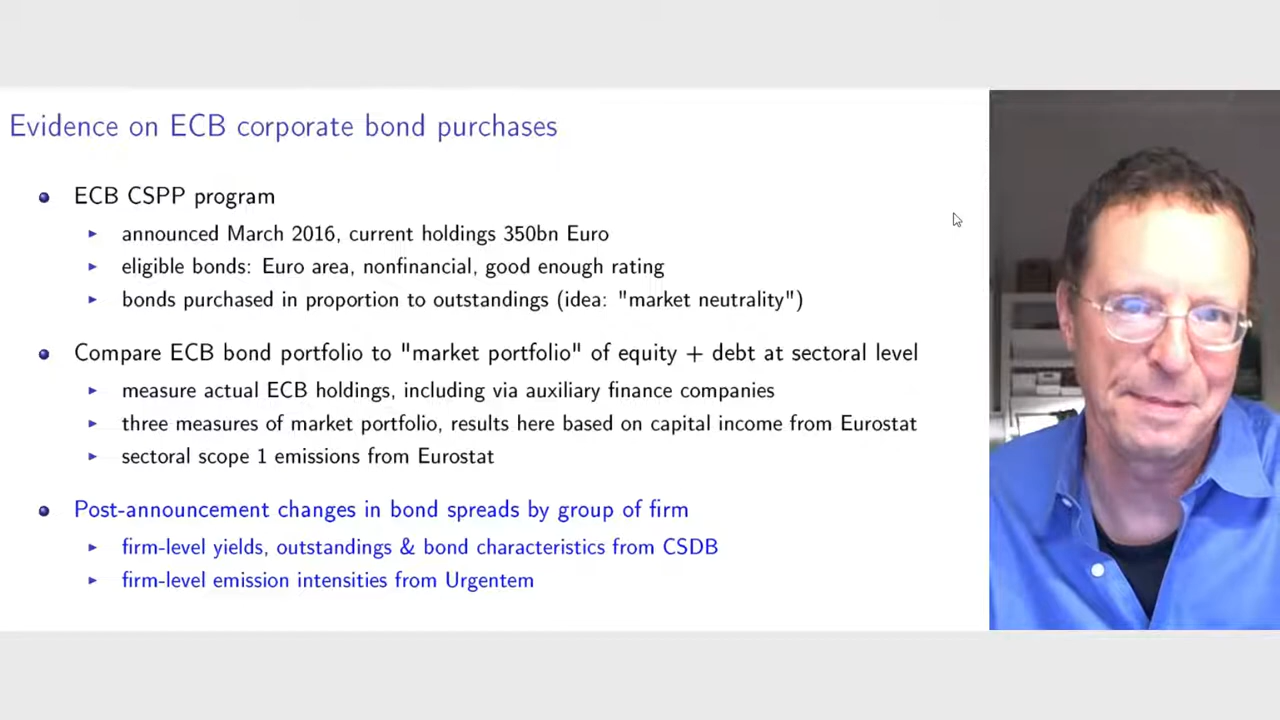 Evidence on ECB corporate bond purchases
ECB CSPP program
announced March 2016, current holdings 350bn Euro
eligible bonds: Euro area, nonfinancial, good enough rating
bonds purchased in proportion to outstandings (idea: "market neutrality")
Compare ECB bond portfolio to "market portfolio" of equity + debt at sectoral level
measure actual ECB holdings, including via auxiliary finance companies
three measures of market portfolio, results here based on capital income from Eurostat
sectoral scope 1 emissions from Eurostat
Post-announcement changes in bond spreads by group of firm
firm-level yields, outstandings & bond characteristics from CSDB
firm-level emission intensities from Urgentem